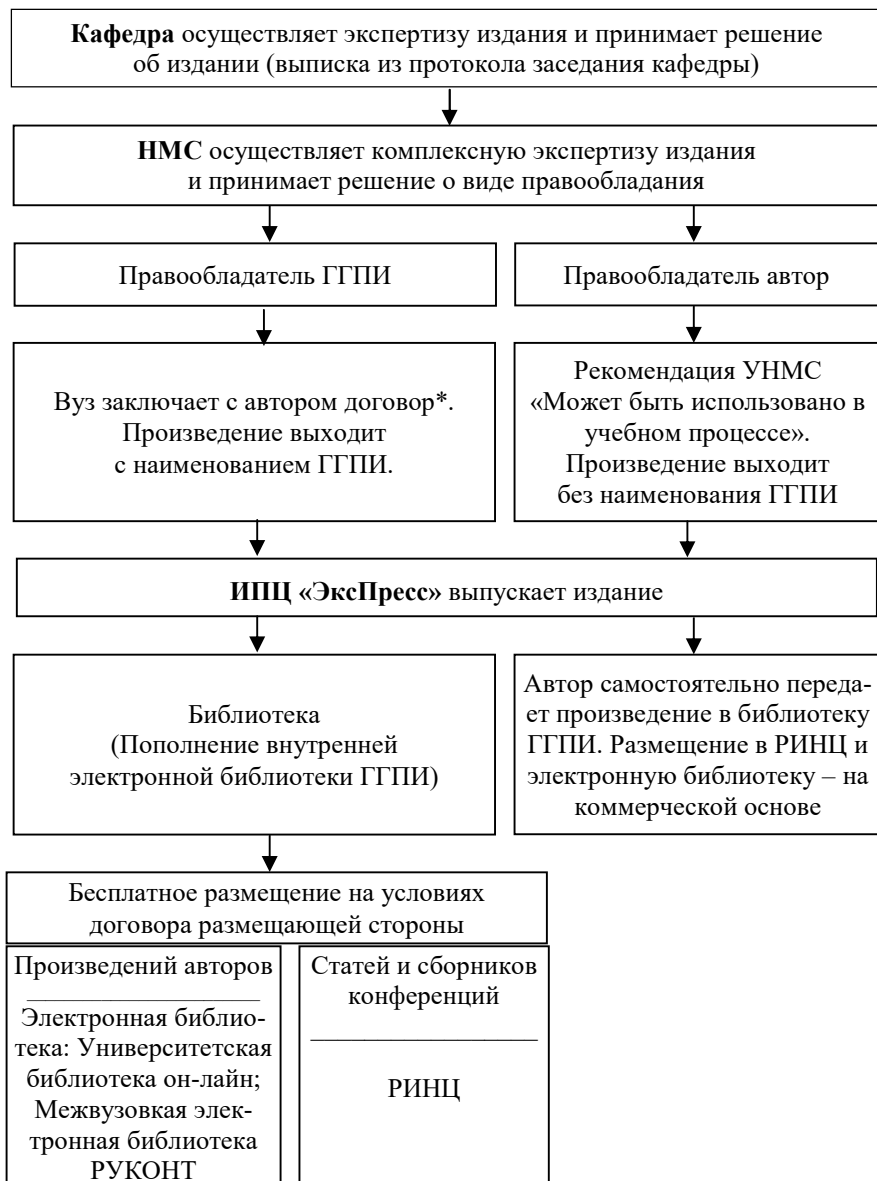 Кафедра осуществляет экспертизу издания и принимает решение
об издании (выписка из протокола заседания кафедры)
НМС осуществляет комплексную экспертизу издания
и принимает решение о виде правообладания
Правообладатель ГГПИ
Правообладатель автор
Вуз заключает с автором договор*.
Произведение выходит
с наименованием ГГПИ.
Рекомендация УНМС
«Может быть использовано в
учебном процессе».
Произведение выходит
без наименования ГГПИ
ИПЦ «ЭксПресс» выпускает издание
Библиотека
(Пополнение внутренней
электронной библиотеки ГГПИ)
Автор самостоятельно переда-
ет произведение в библиотеку
ГГПИ. Размещение в РИНЦ и
электронную библиотеку – на
коммерческой основе
Бесплатное размещение на условиях
договора размещающей стороны
Произведений авторов
Электронная библио-
тека: Университетская
библиотека он-лайн;
Межвузовкая элек-
тронная библиотека
РУКОНТ
Статей и сборников
конференций
РИНЦ